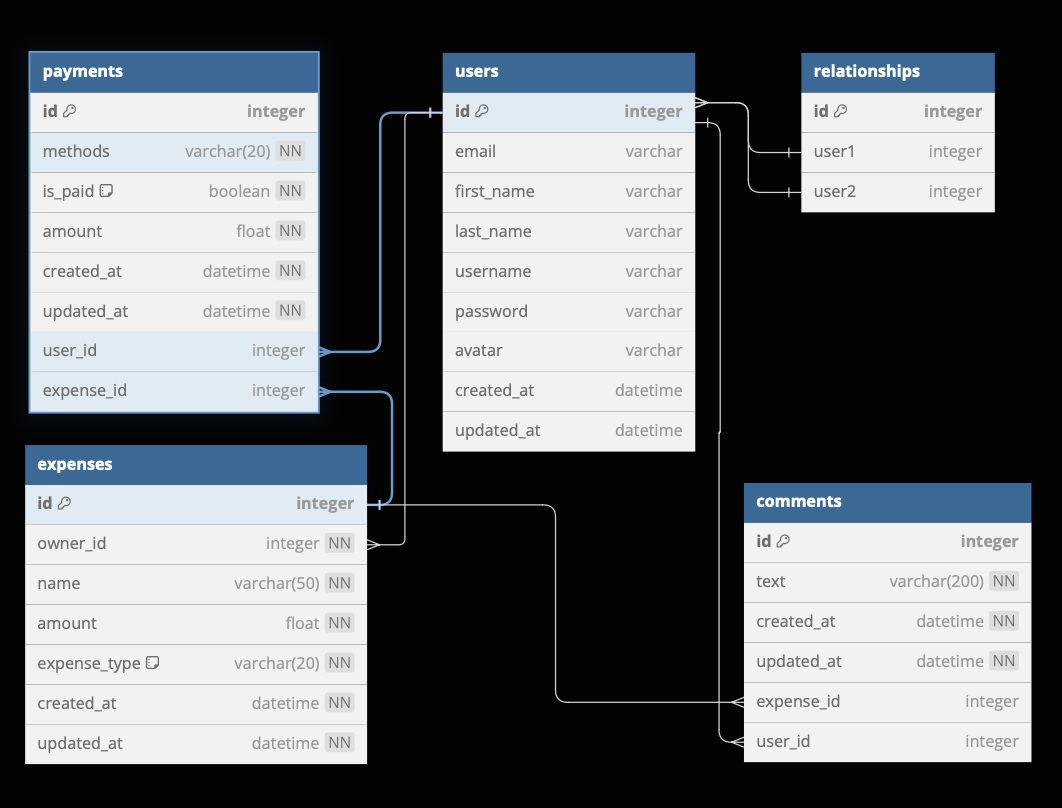 payments
id integer
methods varchar(20) NN
is_paid boolean NN
amount float NN
created_at datetime NN
updated_at datetime NN
user_id integer
expense_id integer
users
id integer
email varchar
first_name varchar
last_name varchar
username varchar
password varchar
avatar varchar
created_at datetime
updated_at datetime
relationships
id integer
user1 integer
user2 integer
expenses
id integer
owner_id integer NN
name varchar(50) NN
amount float NN
expense_type varchar(20) NN
created_at datetime NN
updated_at datetime NN
comments
id integer
text varchar(200) NN
created_at datetime NN
updated_at datetime NN
expense_id integer
user_id integer